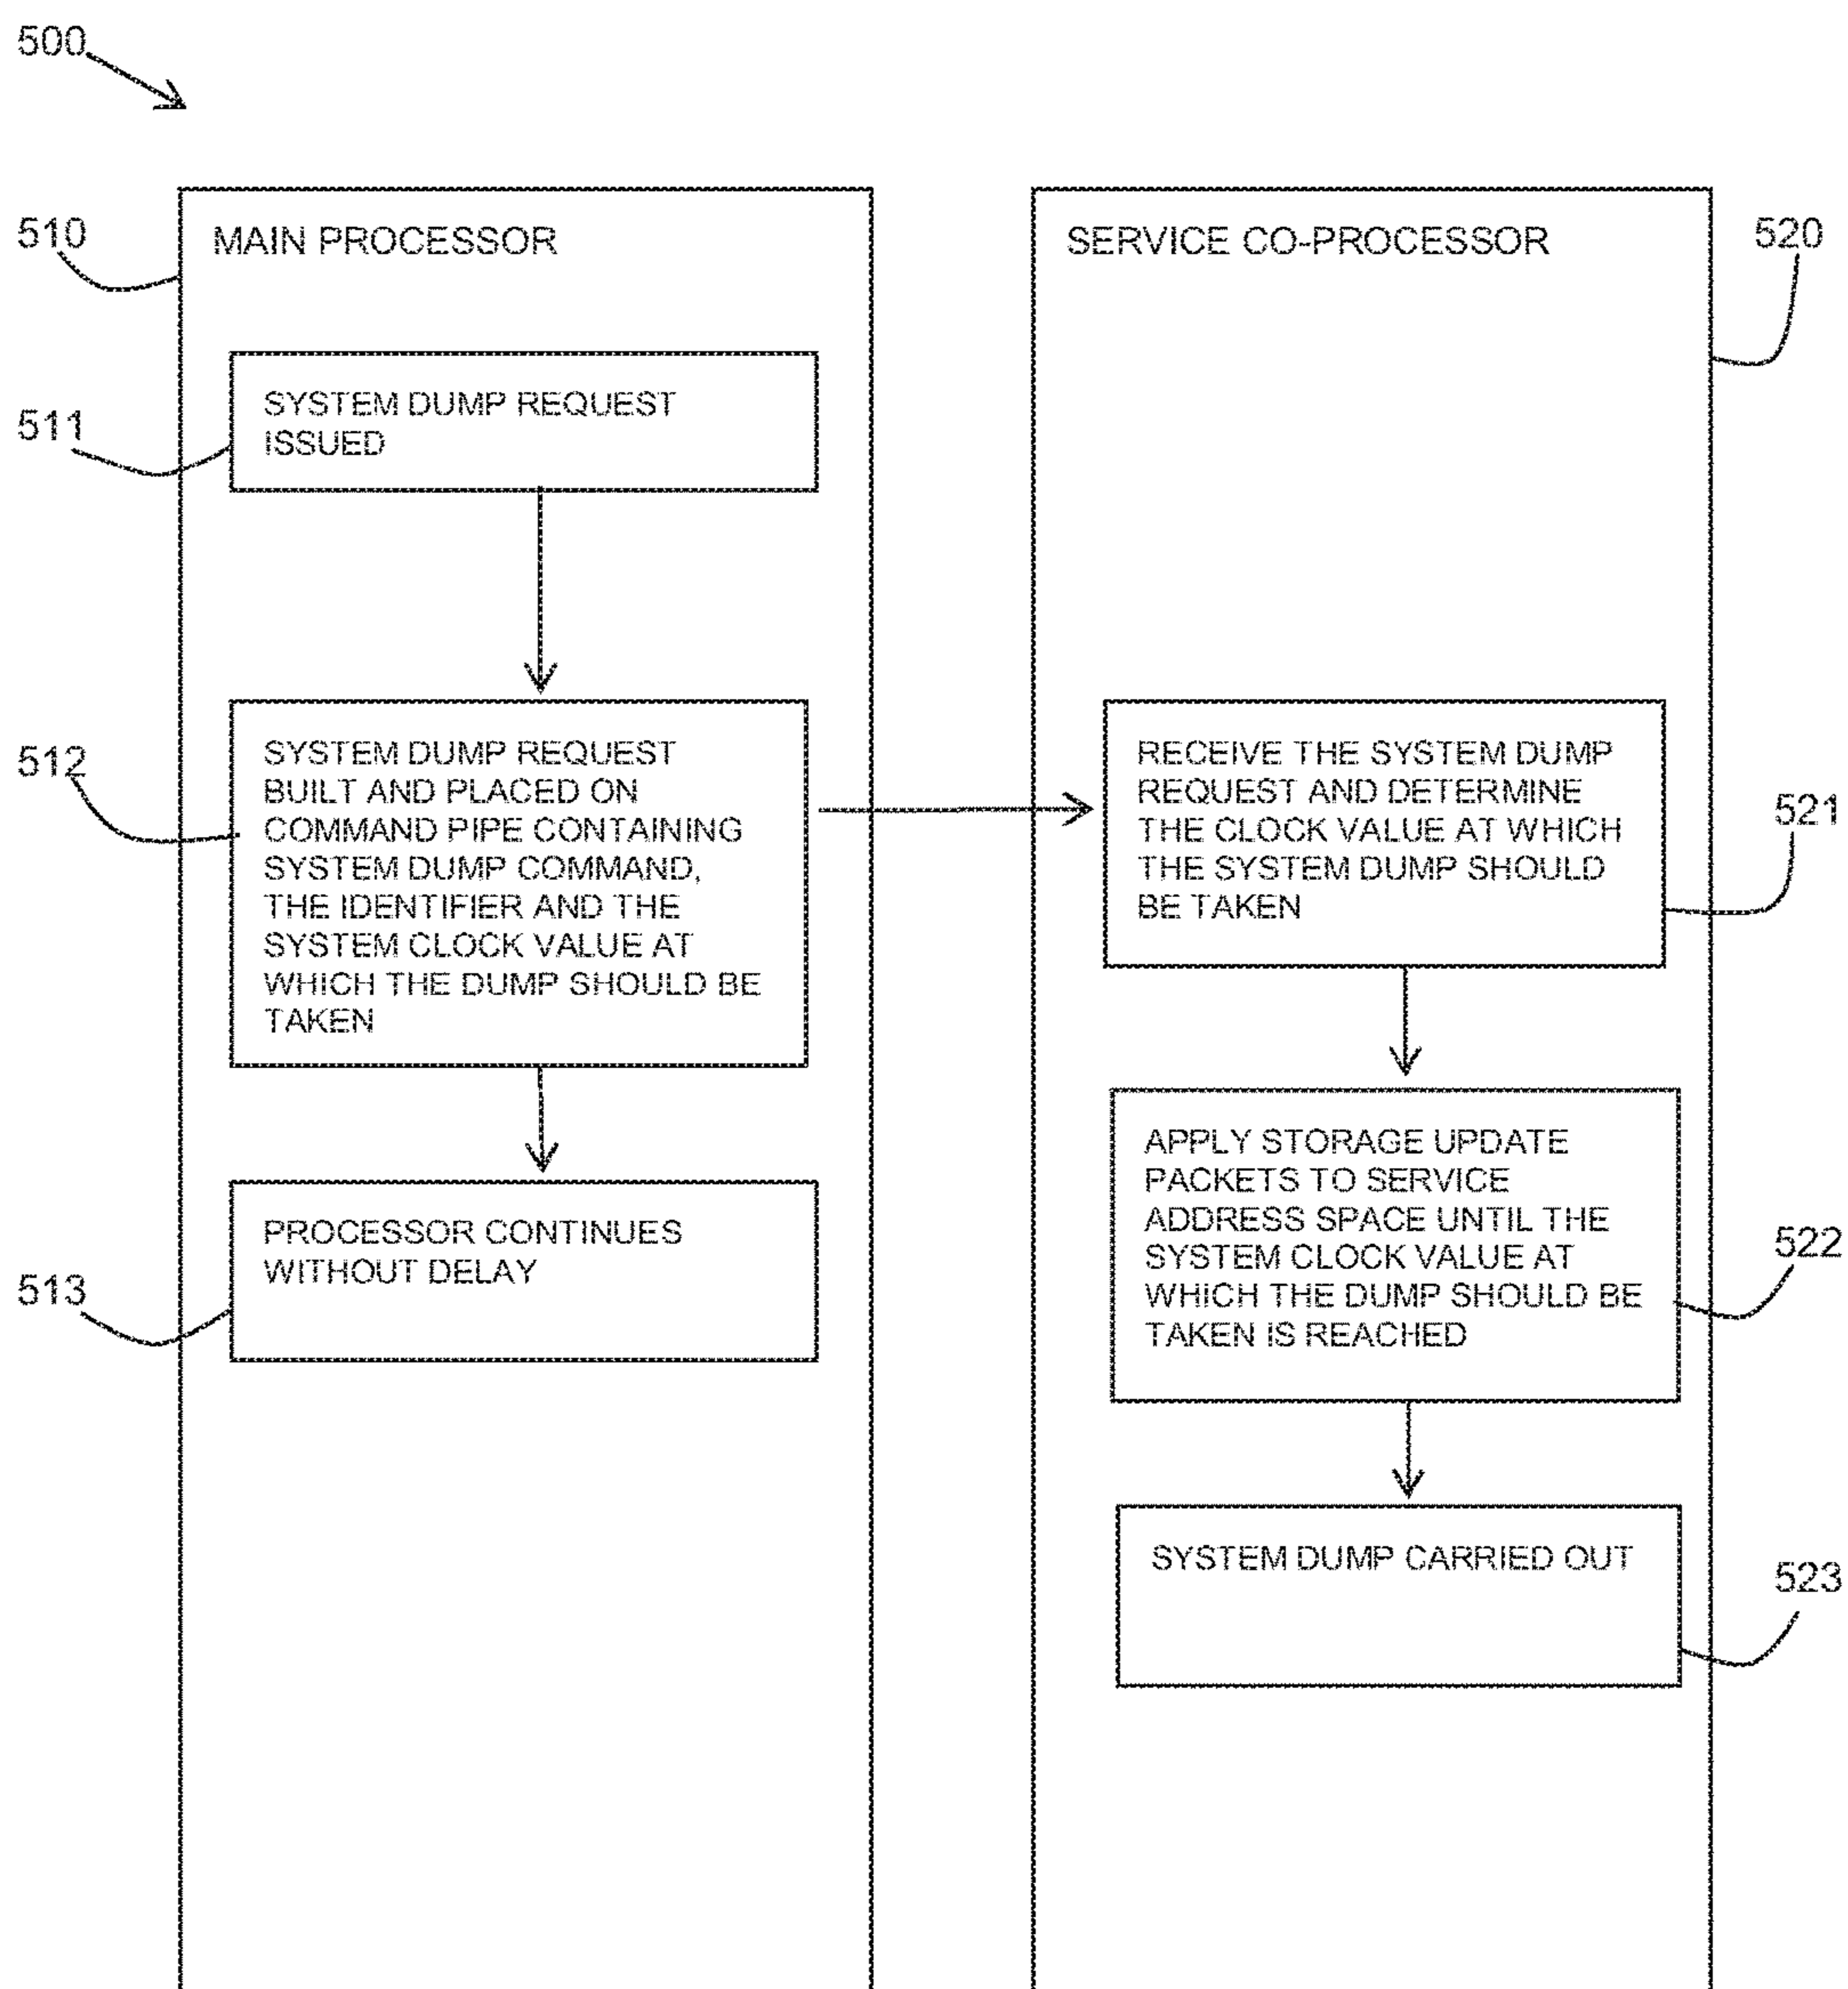 500
510
MAIN PROCESSOR
511
SYSTEM DUMP REQUEST
ISSUED
512
SYSTEM DUMP REQUEST
BUILT AND PLACED ON
COMMAND PIPE CONTAINING
SYSTEM DUMP COMMAND,
THE IDENTIFIER AND THE
SYSTEM CLOCK VALUE AT
WHICH THE DUMP SHOULD BE
TAKEN
513
PROCESSOR CONTINUES
WITHOUT DELAY
SERVICE CO-PROCESSOR
520
RECEIVE THE SYSTEM DUMP
REQUEST AND DETERMINE
THE CLOCK VALUE AT WHICH
THE SYSTEM DUMP SHOULD
BE TAKEN
521
APPLY STORAGE UPDATE
PACKETS TO SERVICE
ADDRESS SPACE UNTIL THE
SYSTEM CLOCK VALUE AT
WHICH THE DUMP SHOULD BE
TAKEN IS REACHED
522
SYSTEM DUMP CARRIED OUT
523